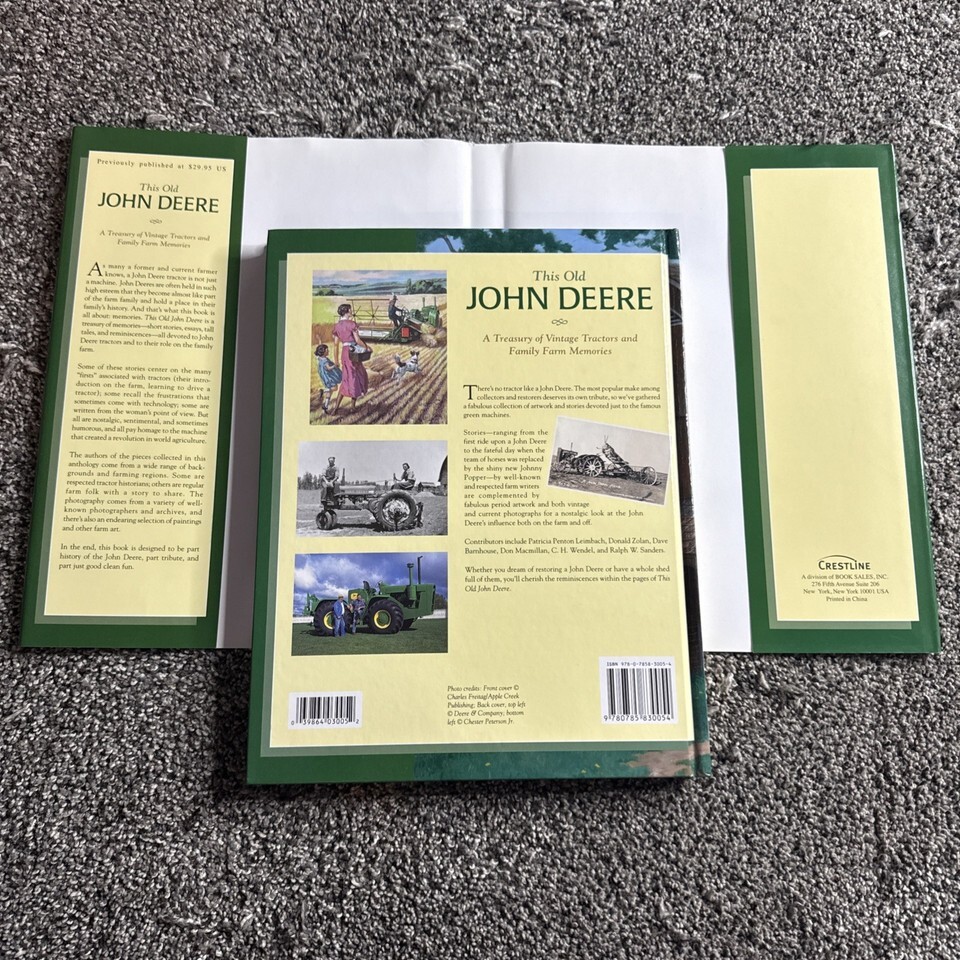 Previously published at $29.95 US
This Old
JOHN DEERE
A Treasury of Vintage Tractors and
Family Farm Memories
As many a former and current farmer
knows, a John Deere tractor is not just
a machine. John Deeres are often held in such
high esteem that they become almost like part
of the farm family and hold a place in their
family's history. And that's what this book is
all about: memories. This Old John Deere is a
treasury of memories—short stories, essays, tall
tales, and reminiscences—all devoted to John
Deere tractors and to their role on the family
farm.
Some of these stories center on the many
"firsts" associated with tractors (their intro-
duction on the farm, learning to drive a
tractor); some recall the frustrations that
sometimes come with technology; some are
written from the woman's point of view. But
all are nostalgic, sentimental, and sometimes
humorous, and all pay homage to the machine
that created a revolution in world agriculture.
The authors of the pieces collected in this
anthology come from a wide range of back-
grounds and farming regions. Some are
respected tractor historians; others are regular
farm folk with a story to share. The
photography comes from a variety of well-
known photographers and archives, and
there's also an endearing selection of paintings
and other farm art.
In the end, this book is designed to be part
history of the John Deere, part tribute, and
part just good clean fun.
This Old
JOHN DEERE
A Treasury of Vintage Tractors and
Family Farm Memories
There's no tractor like a John Deere. The most popular make among
collectors and restorers deserves its own tribute, so we've gathered
a fabulous collection of artwork and stories devoted just to the famous
green machines.
Stories—ranging from the
first ride upon a John Deere
to the fateful day when the
team of horses was replaced
by the shiny new Johnny
Popper—by well-known
and respected farm writers
are complemented by
fabulous period artwork and both vintage
and current photographs for a nostalgic look at the John
Deere's influence both on the farm and off.
Contributors include Patricia Penton Leimbach, Donald Zolan, Dave
Barnhouse, Don Macmillan, C. H. Wendel, and Ralph W. Sanders.
Whether you dream of restoring a John Deere or have a whole shed
full of them, you'll cherish the reminiscences within the pages of This
Old John Deere.
Photo credits: Front cover ©
Charles Freitag/Apple Creek
Publishing; Back cover, top left
© Deere & Company; bottom
left © Chester Peterson Jr.
0 39864 03005 2
ISBN 978-0-7858-3005-4
9 780785 830054
CRESTLINE
A division of BOOK SALES, INC.
276 Fifth Avenue Suite 206
New York, New York 10001 USA
Printed in China